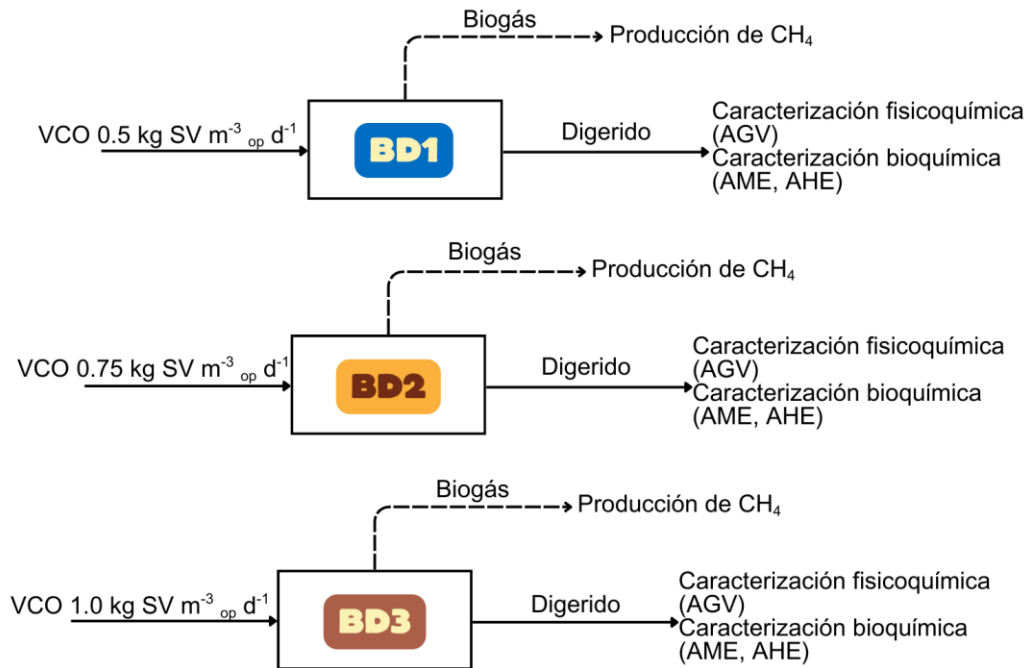 Biogás
Producción de CH₄
VCO 0.5 kg SV m⁻³ op d⁻¹
BD1
Digerido
Caracterización fisicoquímica
(AGV)
Caracterización bioquímica
(AME, AHE)
Biogás
Producción de CH₄
VCO 0.75 kg SV m⁻³ op d⁻¹
BD2
Digerido
Caracterización fisicoquímica
(AGV)
Caracterización bioquímica
(AME, AHE)
Biogás
Producción de CH₄
VCO 1.0 kg SV m⁻³ op d⁻¹
BD3
Digerido
Caracterización fisicoquímica
(AGV)
Caracterización bioquímica
(AME, AHE)